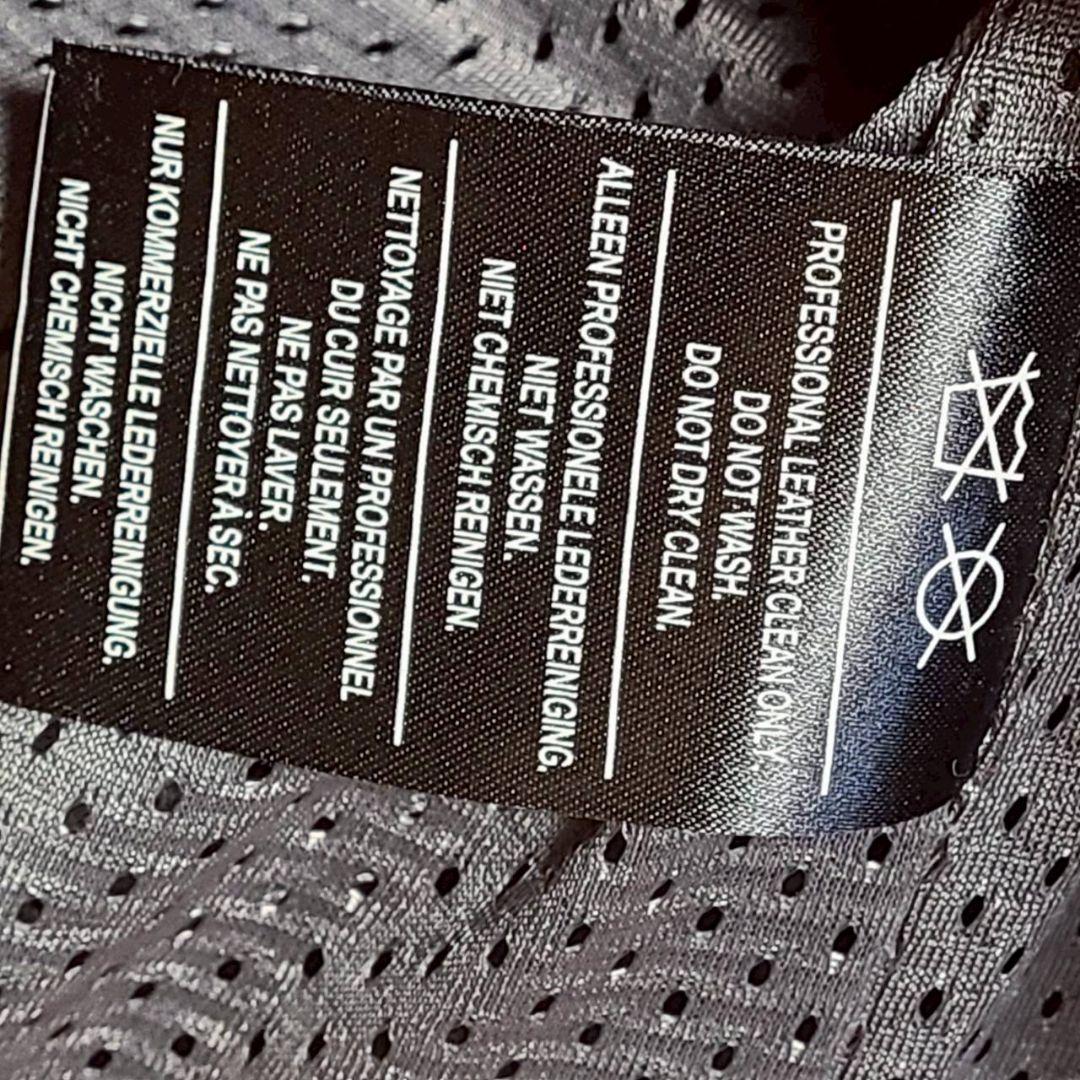 PROFESSIONAL LEATHER CLEAN ONLY
DO NOT WASH.
DO NOT DRY CLEAN.
ALLEEN PROFESSIONELE LEDERREINIGING.
NIET WASSEN.
NIET CHEMISCH REINIGEN.
NETTOYAGE PAR UN PROFESSIONNEL
DU CUIR SEULEMENT.
NE PAS LAVER.
NE PAS NETTOYER À SEC.
NUR KOMMERZIELLE LEDERREINIGUNG.
NICHT WASCHEN.
NICHT CHEMISCH REINIGEN.